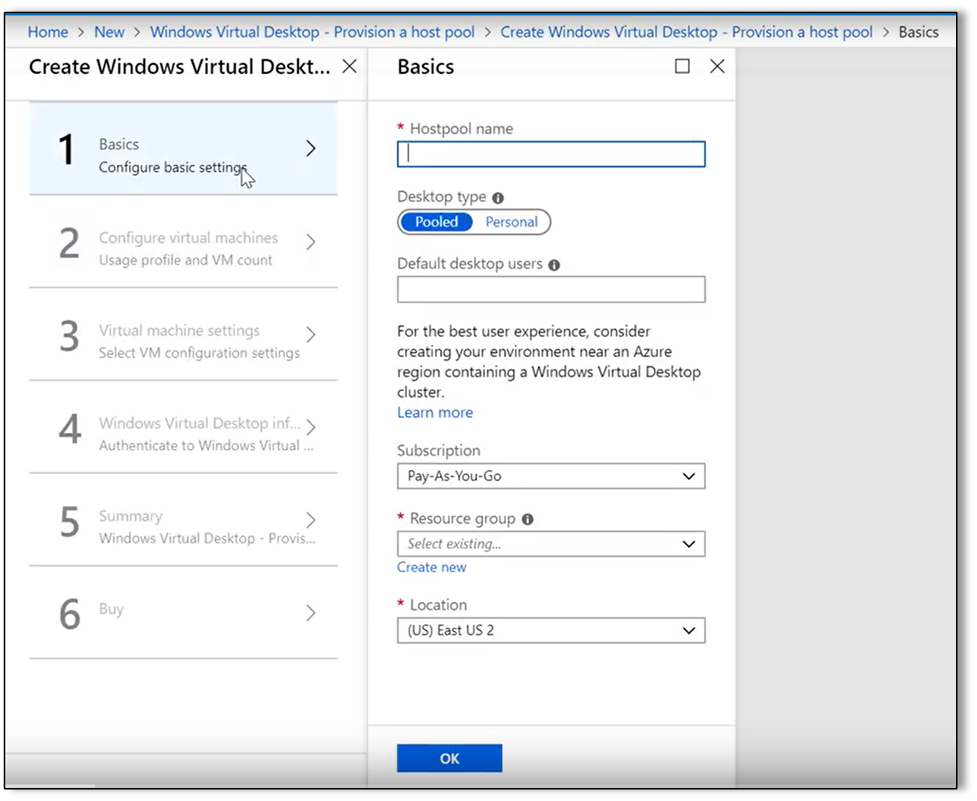 Home > New > Windows Virtual Desktop - Provision a host pool > Create Windows Virtual Desktop - Provision a host pool > Basics
Create Windows Virtual Deskt...
1
Basics
Configure basic settings
2
Configure virtual machines
Usage profile and VM count
3
Virtual machine settings
Select VM configuration settings
4
Windows Virtual Desktop inf...
Authenticate to Windows Virtual ...
5
Summary
Windows Virtual Desktop - Provis...
6
Buy
Basics
* Hostpool name
Desktop type
Pooled Personal
Default desktop users
For the best user experience, consider
creating your environment near an Azure
region containing a Windows Virtual Desktop
cluster.
Learn more
Subscription
Pay-As-You-Go
* Resource group
Select existing...
Create new
* Location
(US) East US 2
OK